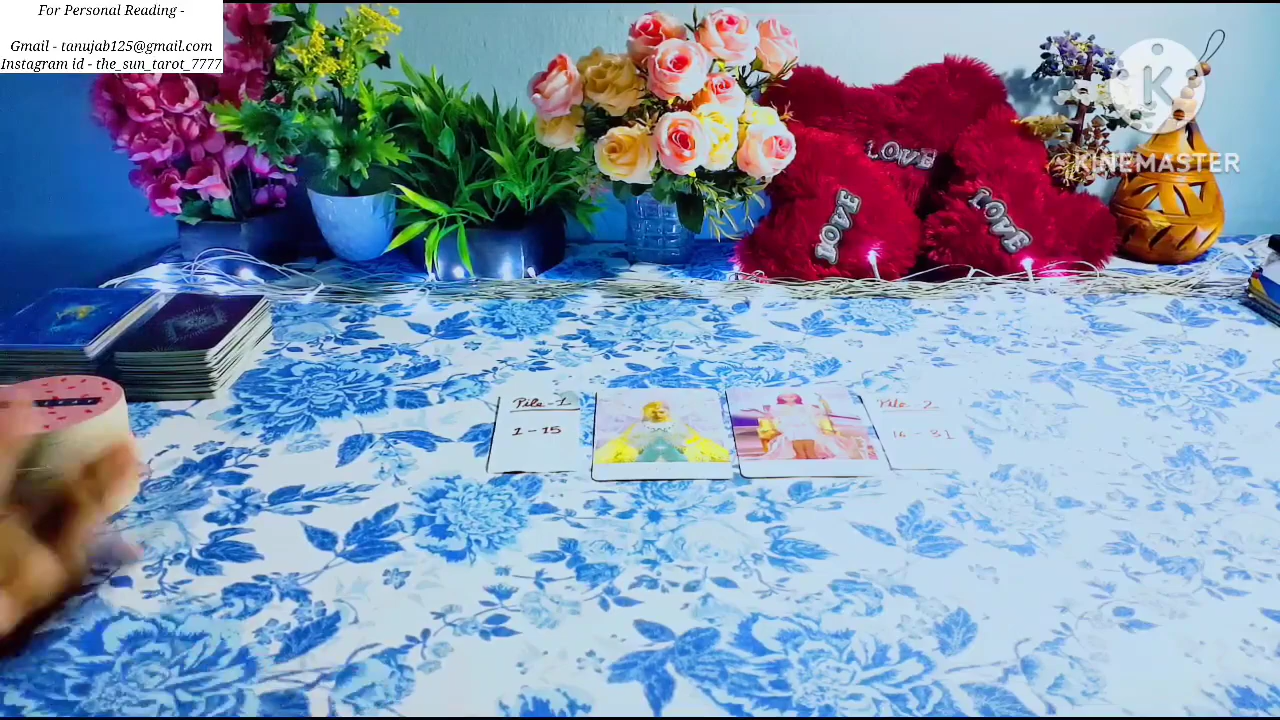 For Personal Reading -
Gmail - tatujab125@gmail.com
Instagram id - the_sun_tarot_7777
K
KINEMASTER
LOVE
LOVE
LOVE
Pile-1
1-15
Pile-2
16-31